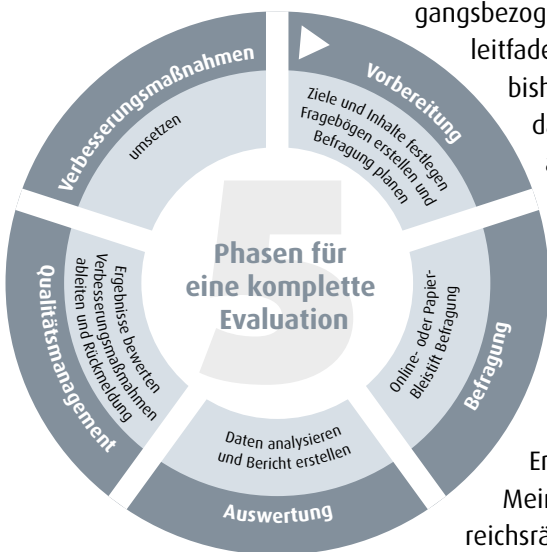 5
Phasen für
eine komplette
Evaluation
Vorbereitung
Ziele und Inhalte festlegen
Fragebögen erstellen und
Befragung planen
Befragung
Online- oder Papier-
Bleistift Befragung
Auswertung
Daten analysieren
und Bericht erstellen
Qualitätsmanagement
Ergebnisse bewerten
Verbesserungsmaßnahmen
ableiten und Rückmeldung
Verbesserungsmaßnahmen
umsetzen
gangsbezog
leitfade
bish
da
Er
Mein
reichsrä